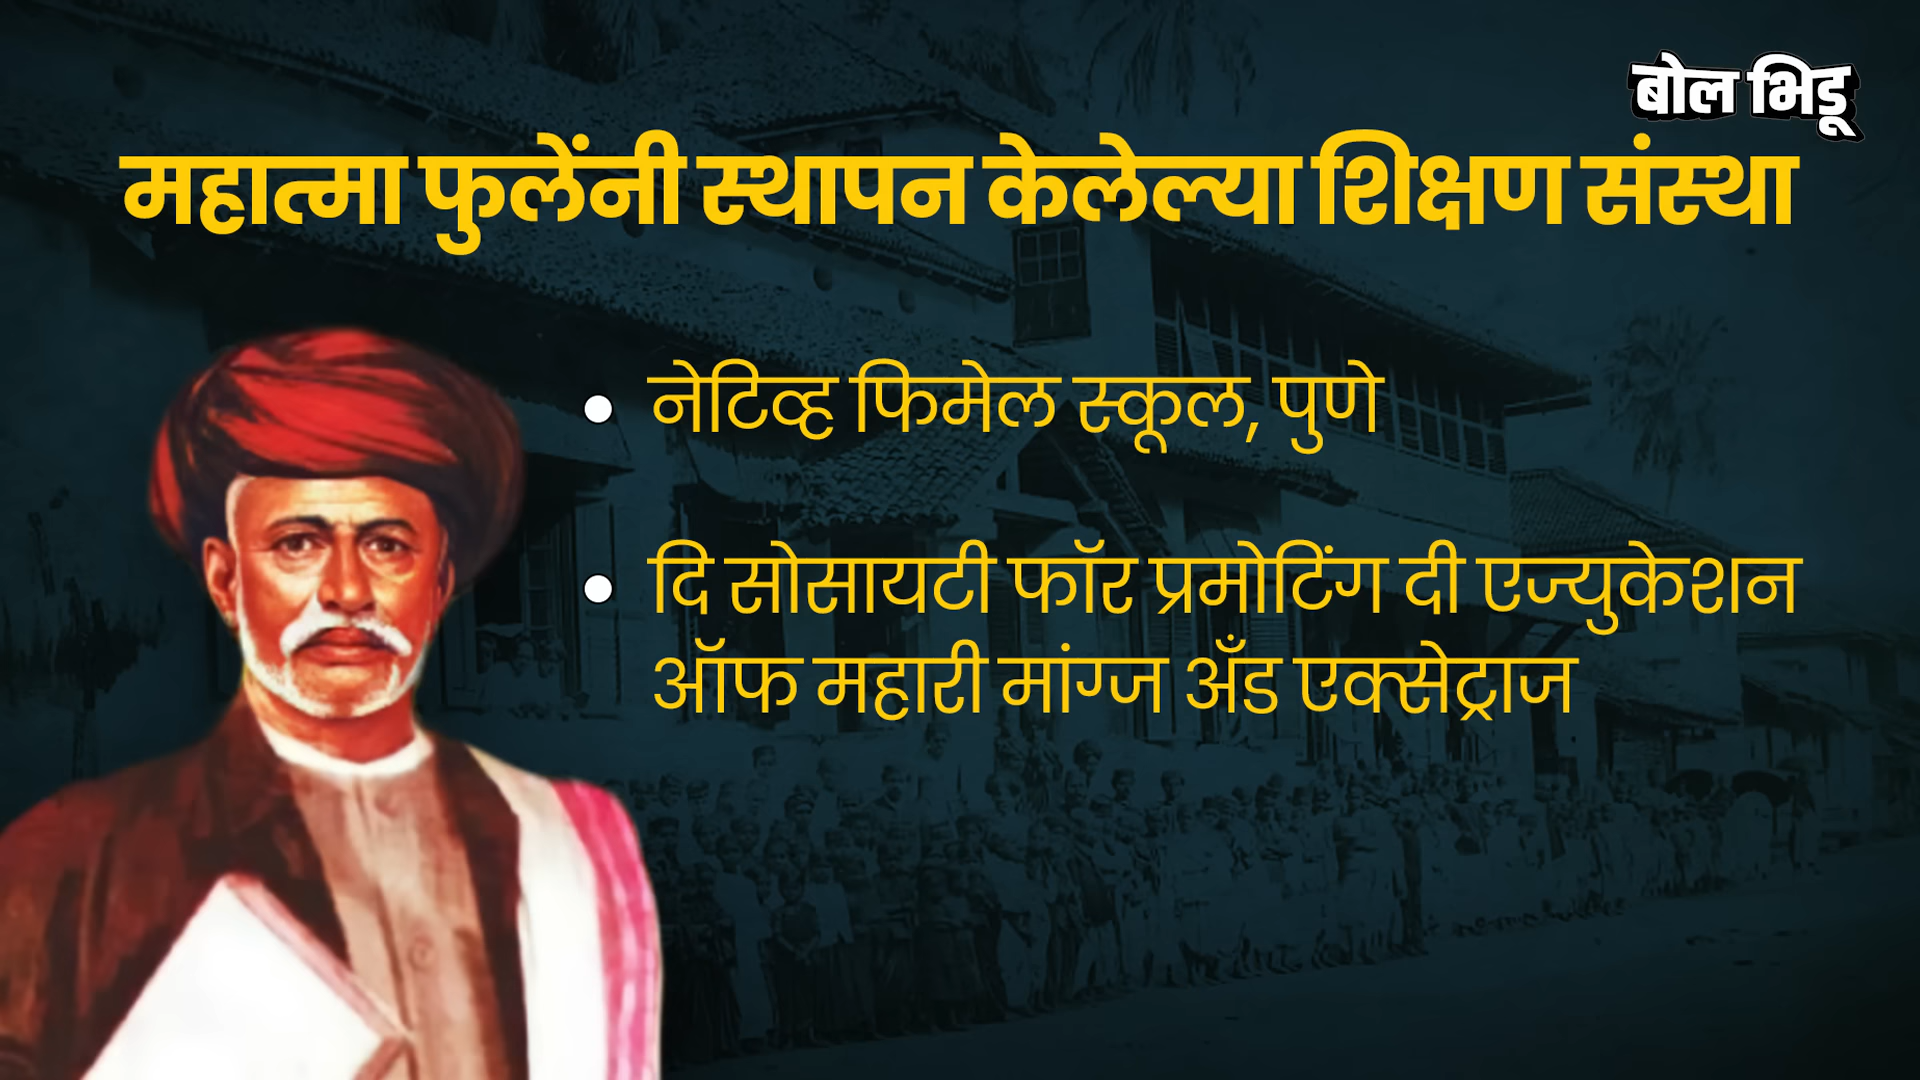 बोल भिडू
महात्मा फुलेंनी स्थापन केलेल्या शिक्षण संस्था
नेटिव्ह फिमेल स्कूल, पुणे
दि सोसायटी फॉर प्रमोटिंग दी एज्युकेशन
ऑफ महारी मांग्ज अँड एक्सेट्राज